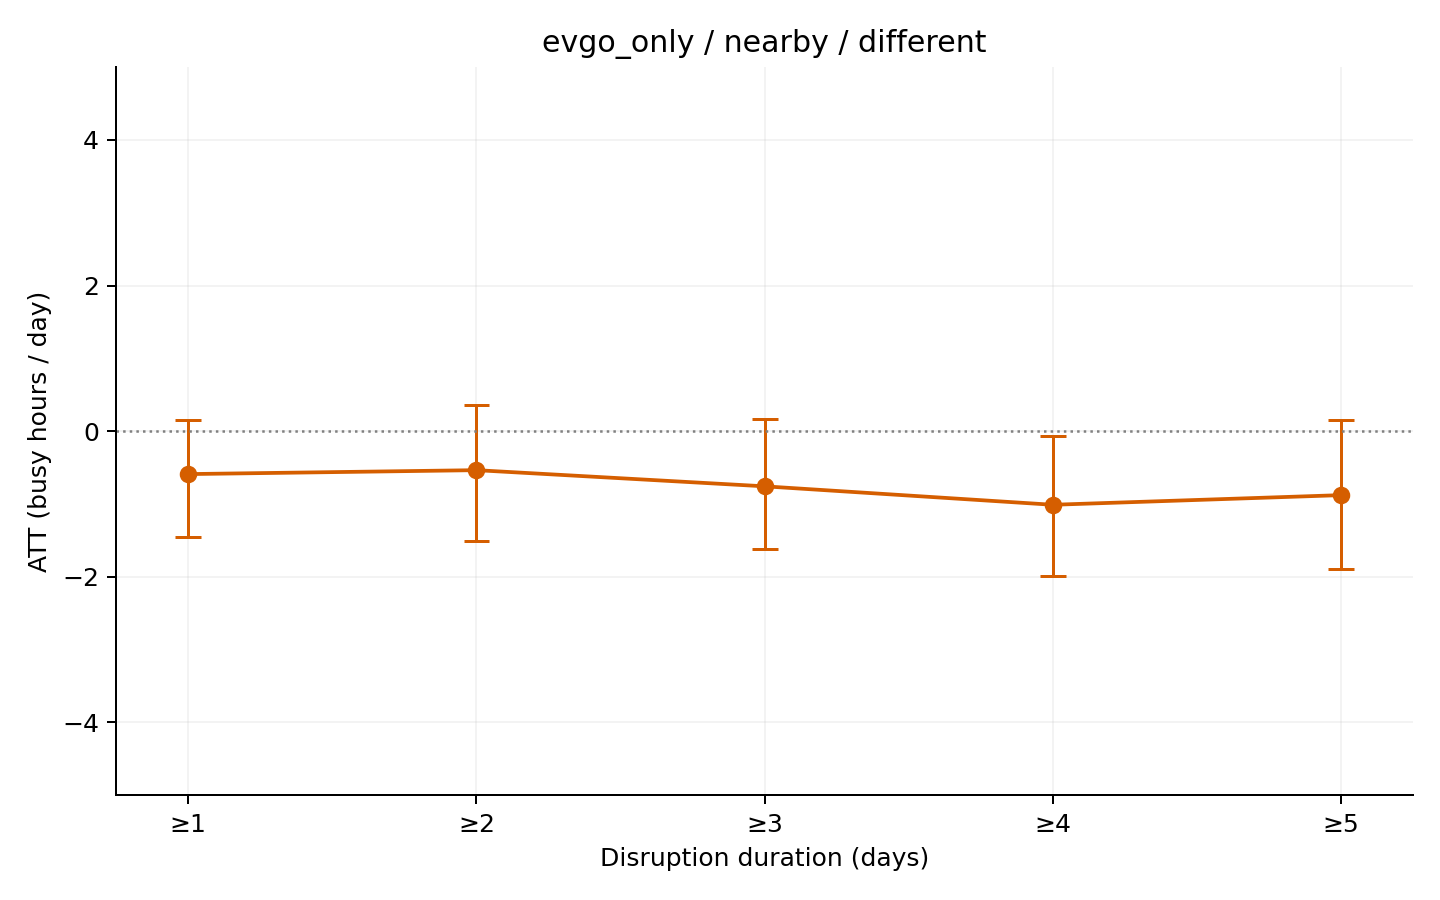 evgo_only / nearby / different
ATT (busy hours / day)
4
2
0
−2
−4
≥1 ≥2 ≥3 ≥4 ≥5
Disruption duration (days)